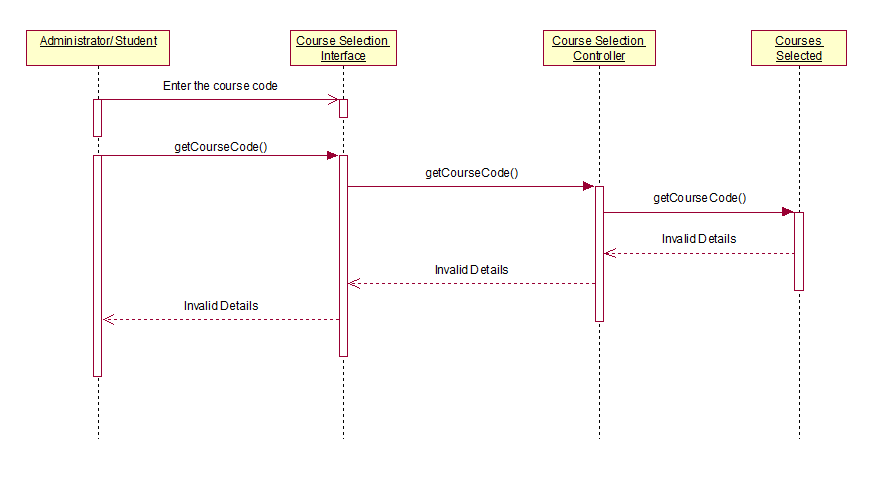 Administrator/Student
Course Selection
Interface
Course Selection
Controller
Courses
Selected
Enter the course code
getCourseCode()
getCourseCode()
getCourseCode()
Invalid Details
Invalid Details
Invalid Details